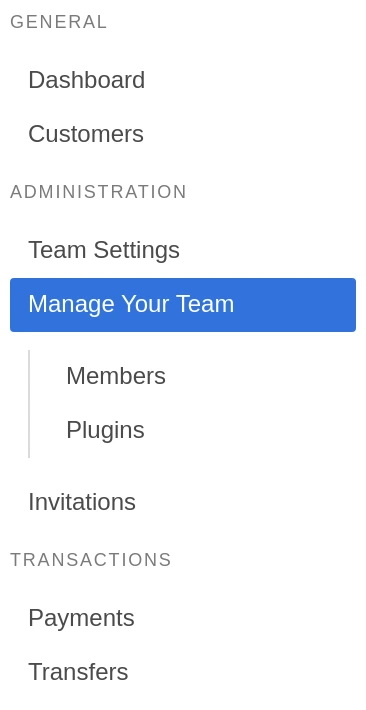 GENERAL
Dashboard
Customers
ADMINISTRATION
Team Settings
Manage Your Team
Members
Plugins
Invitations
TRANSACTIONS
Payments
Transfers